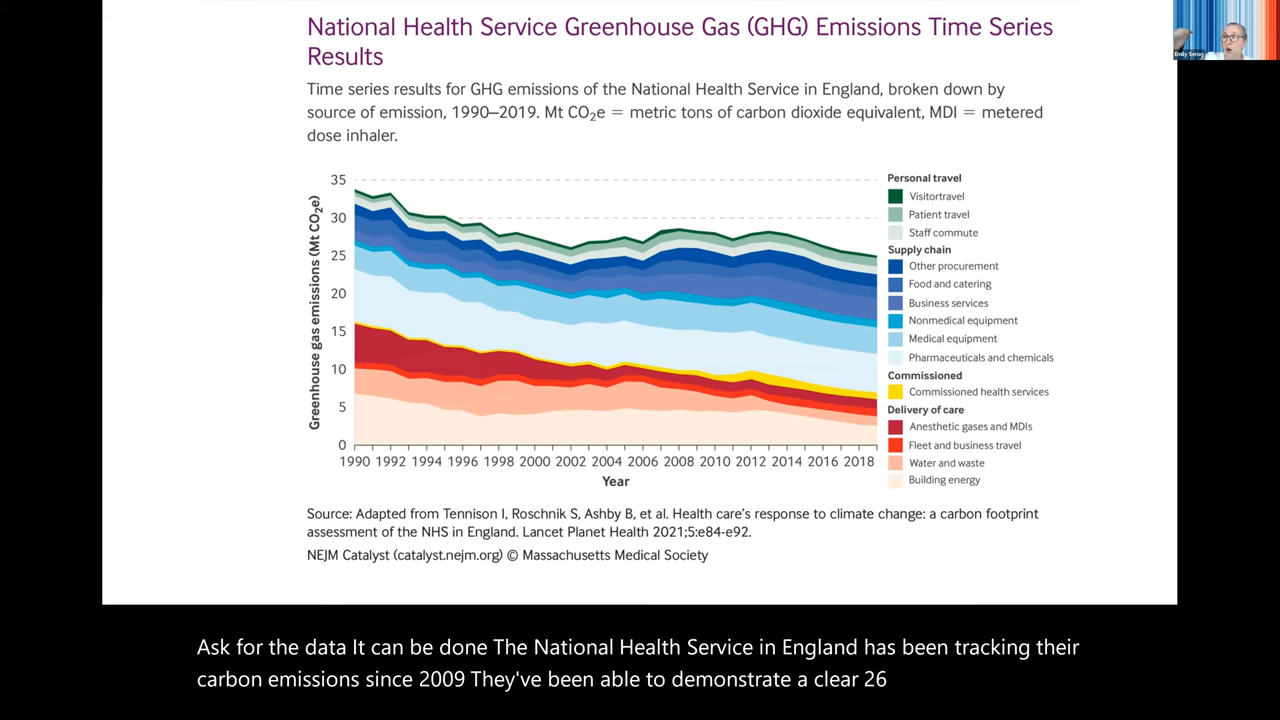 National Health Service Greenhouse Gas (GHG) Emissions Time Series
Results
Time series results for GHG emissions of the National Health Service in England, broken down by
source of emission, 1990–2019. Mt CO₂e = metric tons of carbon dioxide equivalent, MDI = metered
dose inhaler.
Emily Senay
Greenhouse gas emissions (Mt CO₂e)
35
30
25
20
15
10
5
0
1990 1992 1994 1996 1998 2000 2002 2004 2006 2008 2010 2012 2014 2016 2018
Year
Personal travel
Visitortravel
Patient travel
Staff commute
Supply chain
Other procurement
Food and catering
Business services
Nonmedical equipment
Medical equipment
Pharmaceuticals and chemicals
Commissioned
Commissioned health services
Delivery of care
Anesthetic gases and MDIs
Fleet and business travel
Water and waste
Building energy
Source: Adapted from Tennison I, Roschnik S, Ashby B, et al. Health care's response to climate change: a carbon footprint
assessment of the NHS in England. Lancet Planet Health 2021;5:e84-e92.
NEJM Catalyst (catalyst.nejm.org) © Massachusetts Medical Society
Ask for the data It can be done The National Health Service in England has been tracking their
carbon emissions since 2009 They've been able to demonstrate a clear 26